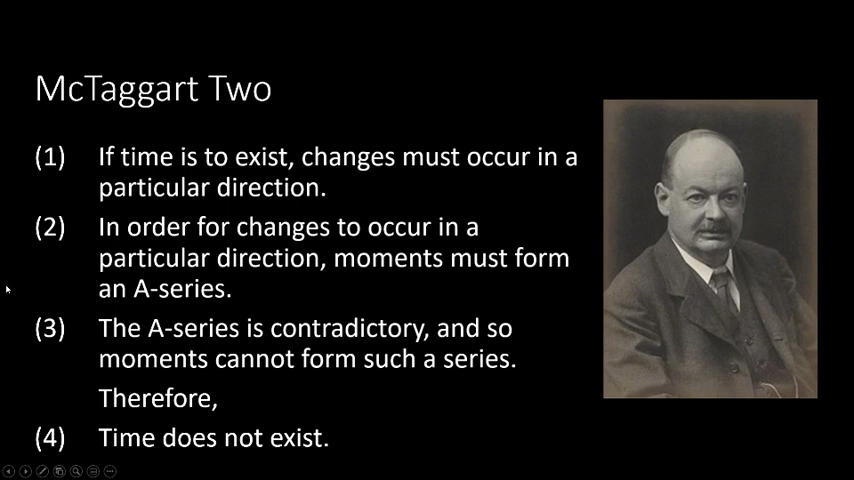 McTaggart Two
(1) If time is to exist, changes must occur in a
particular direction.
(2) In order for changes to occur in a
particular direction, moments must form
an A-series.
(3) The A-series is contradictory, and so
moments cannot form such a series.
Therefore,
(4) Time does not exist.